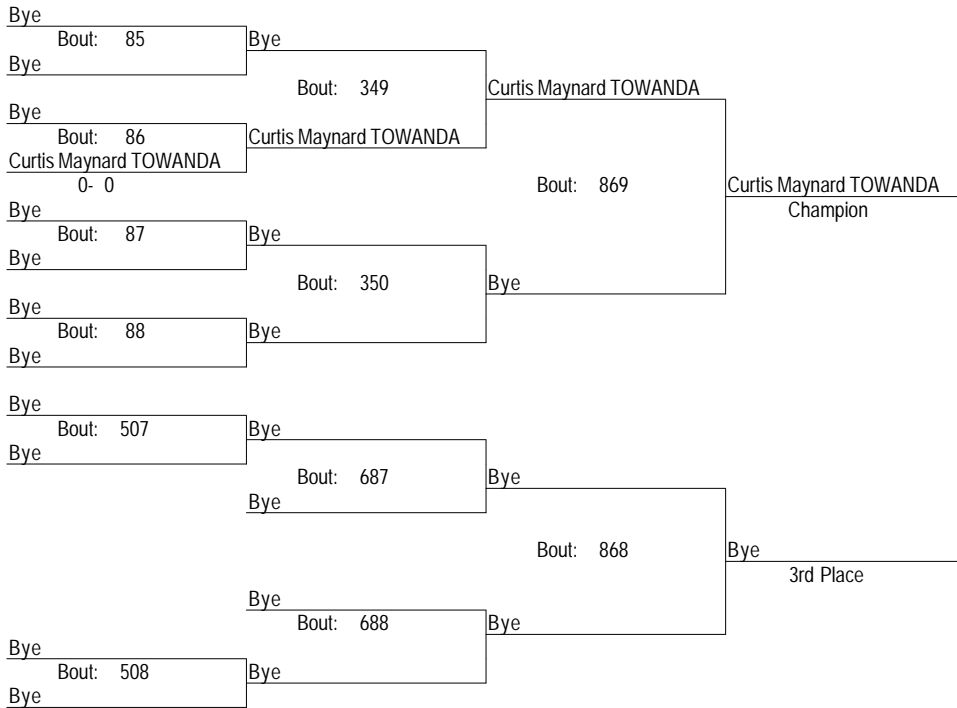 Bye
Bout: 85 Bye
Bye
Bout: 349 Curtis Maynard TOWANDA
Bye
Bout: 86 Curtis Maynard TOWANDA
Curtis Maynard TOWANDA
0- 0 Bout: 869 Curtis Maynard TOWANDA
Bye Champion
Bout: 87 Bye
Bye
Bout: 350 Bye
Bye
Bout: 88 Bye
Bye
Bye
Bout: 507 Bye
Bye
Bout: 687 Bye
Bye
Bout: 868 Bye
3rd Place
Bye
Bout: 688 Bye
Bye
Bout: 508 Bye
Bye